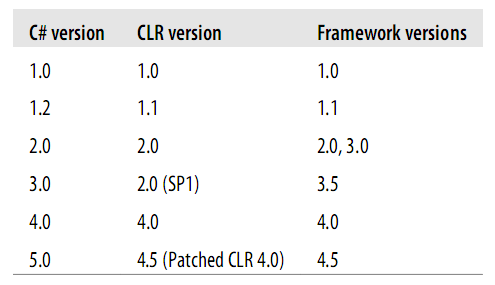 C# version CLR version Framework versions
1.0 1.0 1.0
1.2 1.1 1.1
2.0 2.0 2.0, 3.0
3.0 2.0 (SP1) 3.5
4.0 4.0 4.0
5.0 4.5 (Patched CLR 4.0) 4.5